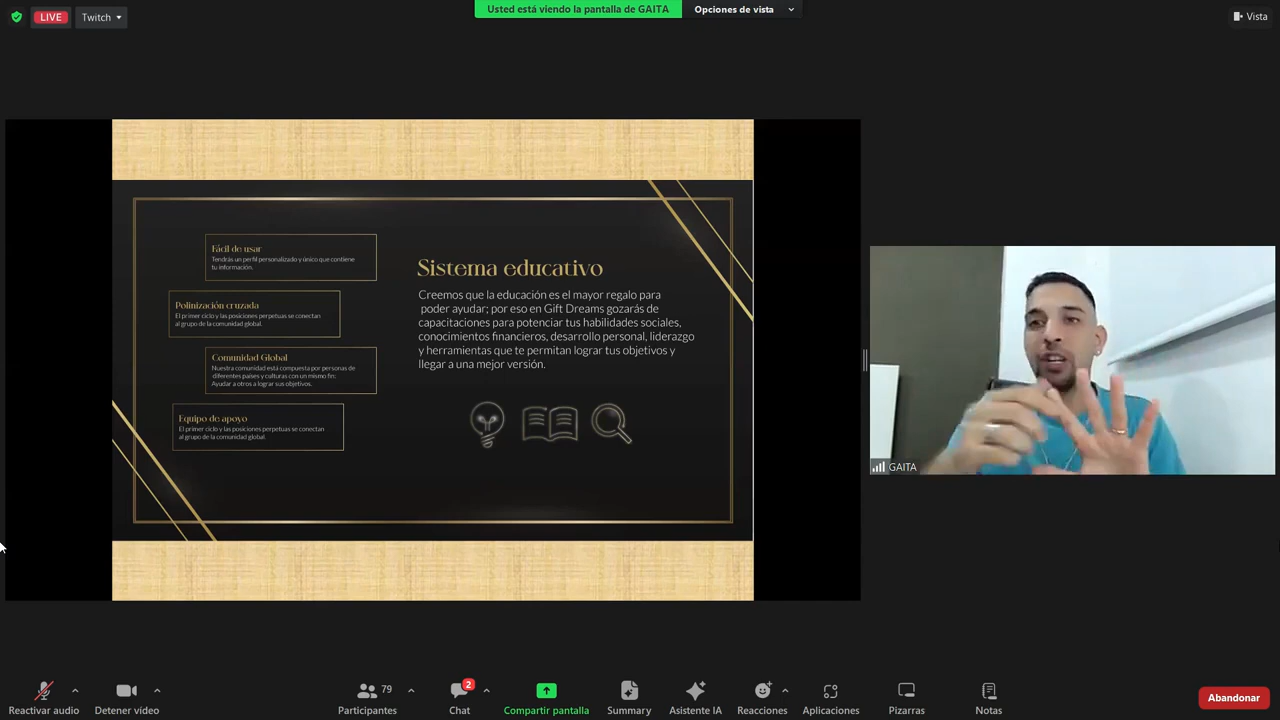 LIVE
Twitch
Usted está viendo la pantalla de GAITA
Opciones de vista
Vista
Fácil de usar
Tendrás un perfil personalizado y único que contiene
tu información.
Polinización cruzada
El primer ciclo y las posiciones perpetuas se conectan
al grupo de la comunidad global.
Comunidad Global
Nuestra comunidad está compuesta por personas de
diferentes países y culturas con un mismo fin:
Ayudar a otros a lograr sus objetivos.
Equipo de apoyo
El primer ciclo y las posiciones perpetuas se conectan
al grupo de la comunidad global.
Sistema educativo
Creemos que la educación es el mayor regalo para
poder ayudar; por eso en Gift Dreams gozarás de
capacitaciones para potenciar tus habilidades sociales,
conocimientos financieros, desarrollo personal, liderazgo
y herramientas que te permitan lograr tus objetivos y
llegar a una mejor versión.
GAITA
Reactivar audio
Detener vídeo
79
Participantes
2
Chat
Compartir pantalla
Summary
Asistente IA
Reacciones
Aplicaciones
Pizarras
Notas
Abandonar